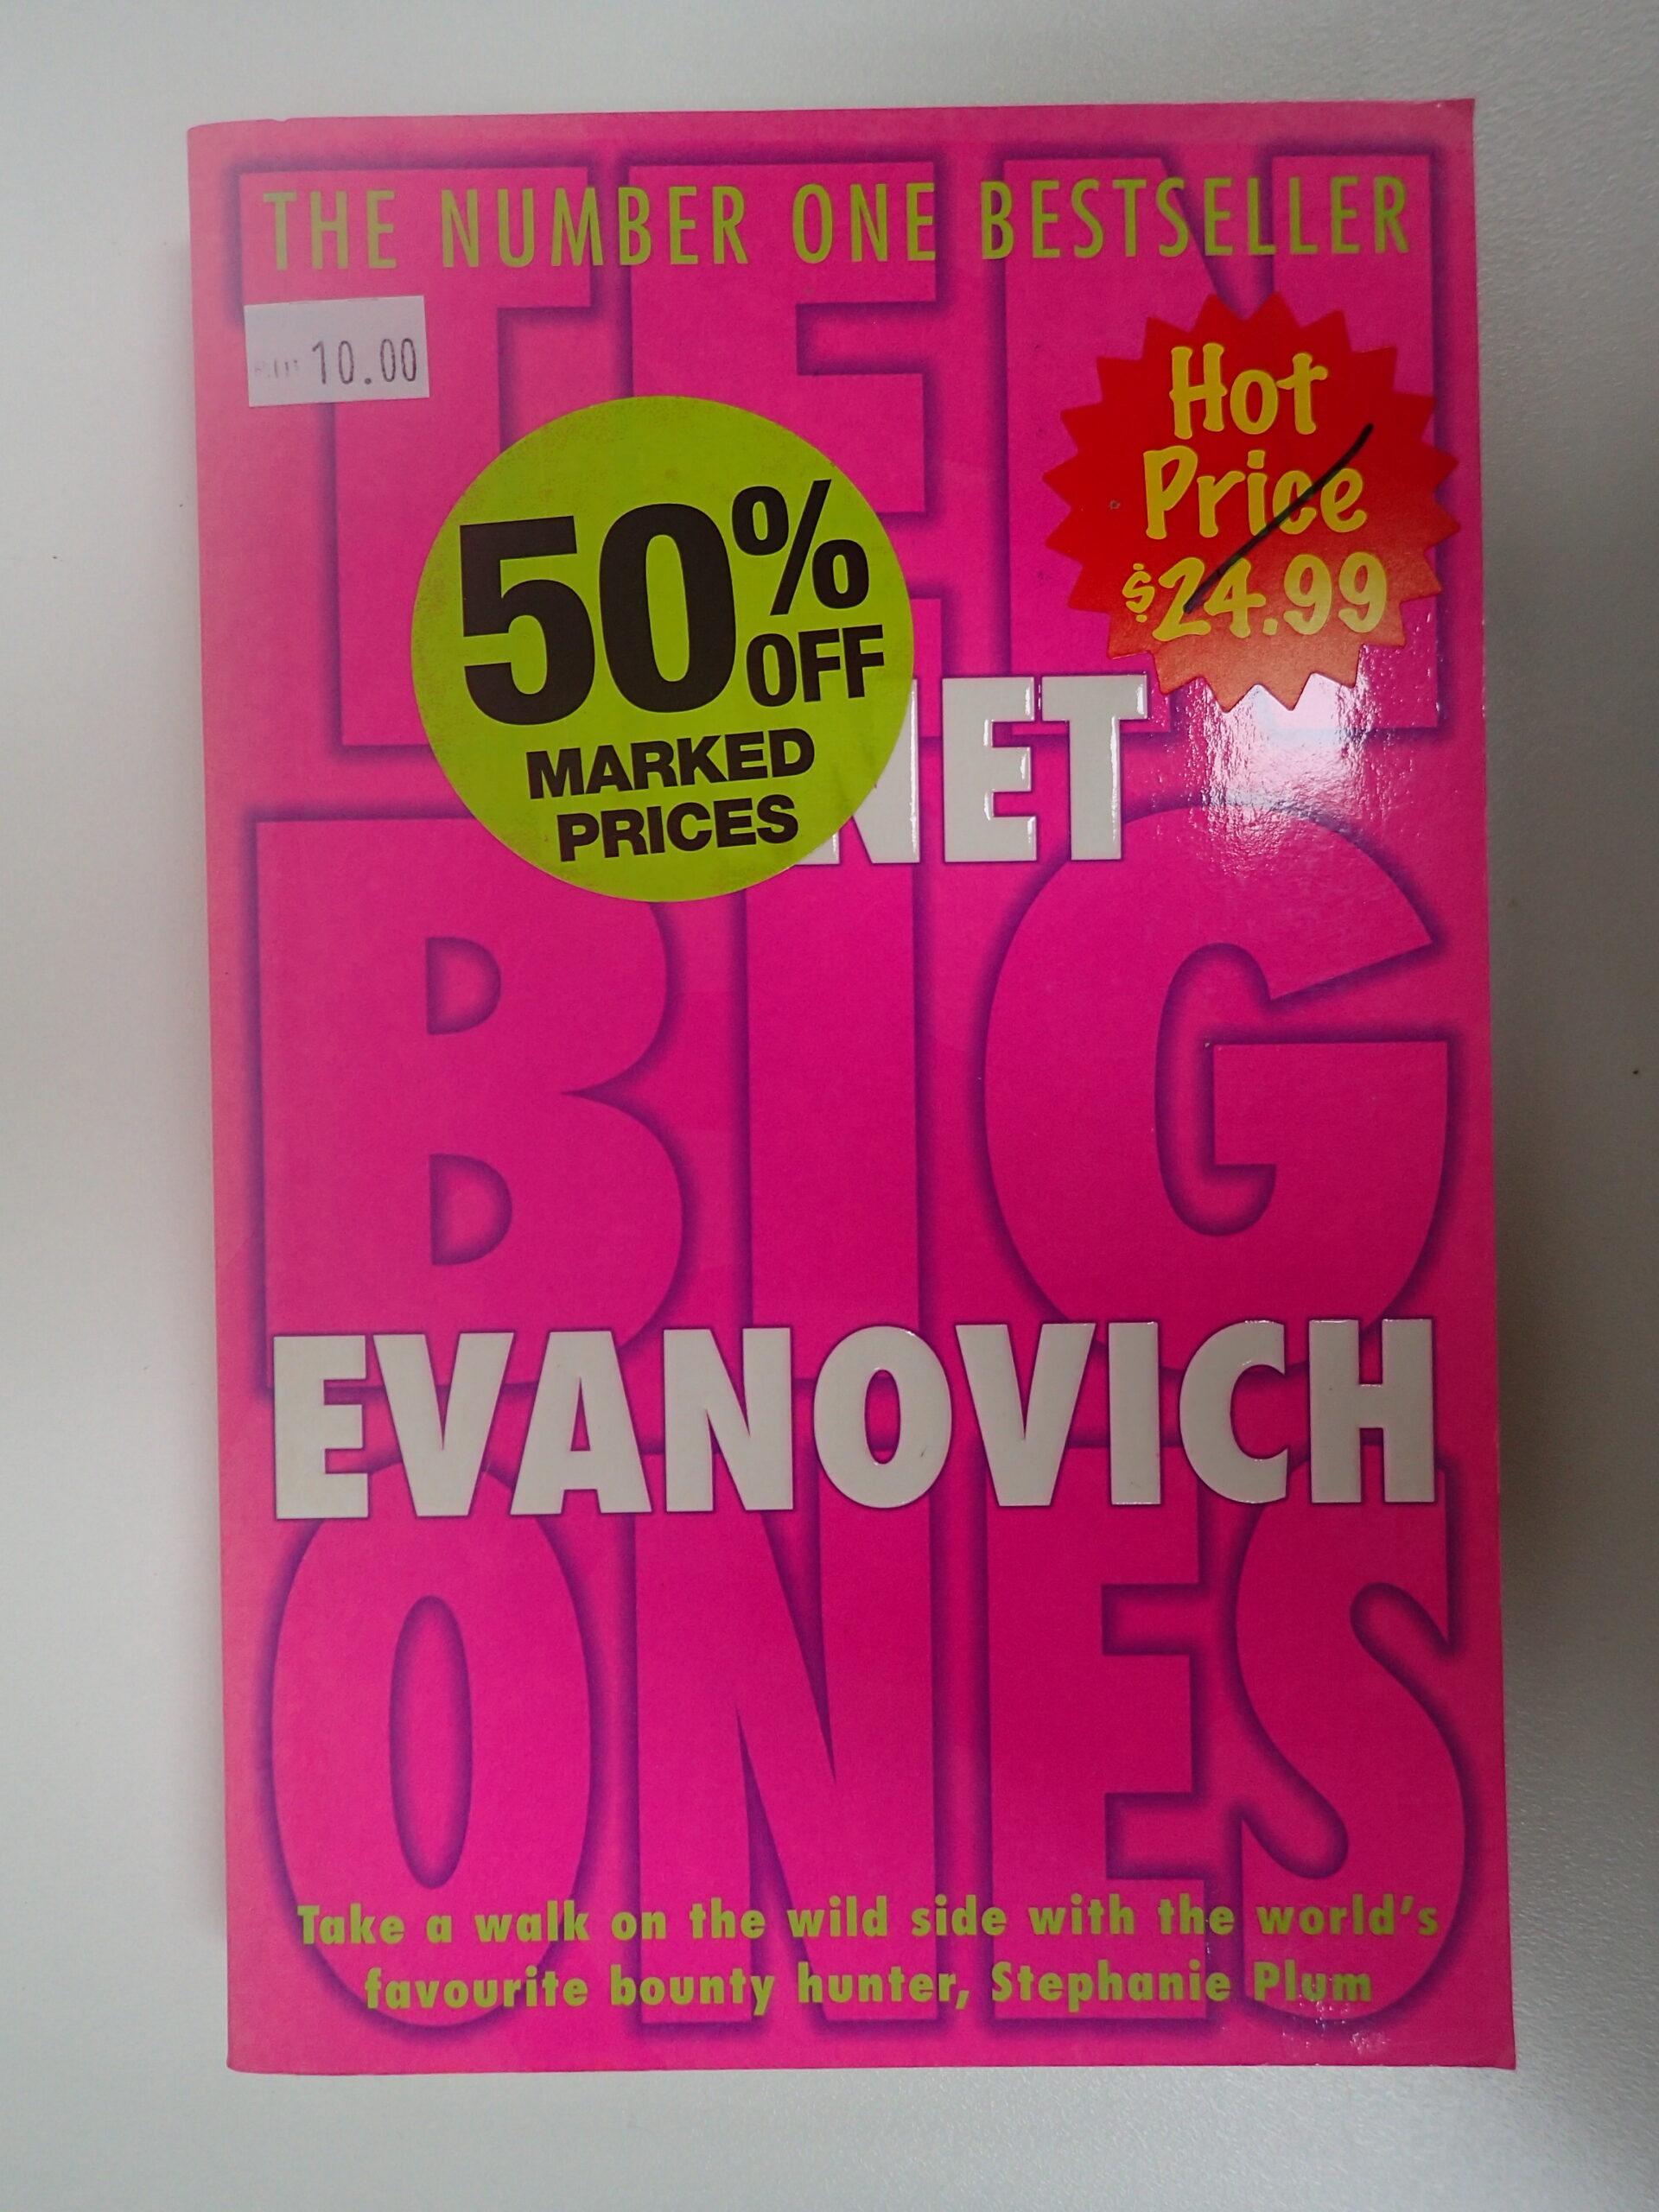 THE NUMBER ONE BESTSELLER
10.00
Hot
Price
$24.99
50% OFF
MARKED
PRICES
TEN
NET
BIG
EVANOVICH
ONES
Take a walk on the wild side with the world's
favourite bounty hunter, Stephanie Plum